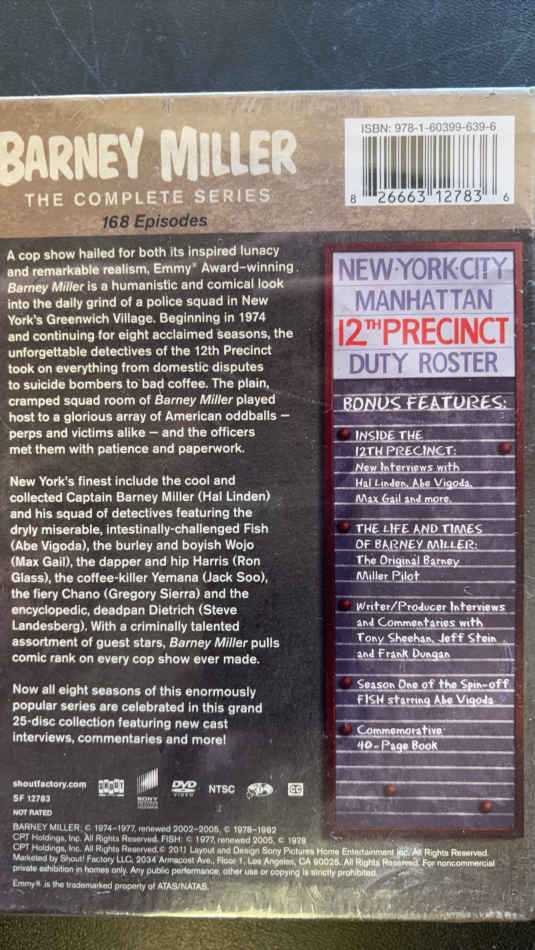 BARNEY MILLER
THE COMPLETE SERIES
168 Episodes
ISBN: 978-1-60399-639-6
8 26663 12783 6
A cop show hailed for both its inspired lunacy
and remarkable realism, Emmy® Award–winning
Barney Miller is a humanistic and comical look
into the daily grind of a police squad in New
York's Greenwich Village. Beginning in 1974
and continuing for eight acclaimed seasons, the
unforgettable detectives of the 12th Precinct
took on everything from domestic disputes
to suicide bombers to bad coffee. The plain,
cramped squad room of Barney Miller played
host to a glorious array of American oddballs —
perps and victims alike — and the officers
met them with patience and paperwork.
New York's finest include the cool and
collected Captain Barney Miller (Hal Linden)
and his squad of detectives featuring the
dryly miserable, intestinally-challenged Fish
(Abe Vigoda), the burley and boyish Wojo
(Max Gail), the dapper and hip Harris (Ron
Glass), the coffee-killer Yemana (Jack Soo),
the fiery Chano (Gregory Sierra) and the
encyclopedic, deadpan Dietrich (Steve
Landesberg). With a criminally talented
assortment of guest stars, Barney Miller pulls
comic rank on every cop show ever made.
Now all eight seasons of this enormously
popular series are celebrated in this grand
25-disc collection featuring new cast
interviews, commentaries and more!
NEW·YORK·CITY
MANHATTAN
12TH PRECINCT
DUTY ROSTER
BONUS FEATURES:
INSIDE THE
12TH PRECINCT:
New Interviews with
Hal Linden, Abe Vigoda,
Max Gail and more.
THE LIFE AND TIMES
OF BARNEY MILLER:
The Original Barney
Miller Pilot
Writer/Producer Interviews
and Commentaries with
Tony Sheehan, Jeff Stein
and Frank Dungan
Season One of the Spin-off
FISH starring Abe Vigoda
Commemorative
40-Page Book
shoutfactory.com
SF 12783
SHOUT! FACTORY
SONY
DVD VIDEO
NTSC
CC
NOT RATED
BARNEY MILLER: © 1974–1977, renewed 2002–2005, © 1978–1982
CPT Holdings, Inc. All Rights Reserved. FISH: © 1977, renewed 2005, © 1978
CPT Holdings, Inc. All Rights Reserved. © 2011 Layout and Design Sony Pictures Home Entertainment Inc. All Rights Reserved.
Marketed by Shout! Factory LLC, 2034 Armacost Ave., Floor 1, Los Angeles, CA 90025. All Rights Reserved. For noncommercial
private exhibition in homes only. Any public performance, other use or copying is strictly prohibited.
Emmy® is the trademarked property of ATAS/NATAS.